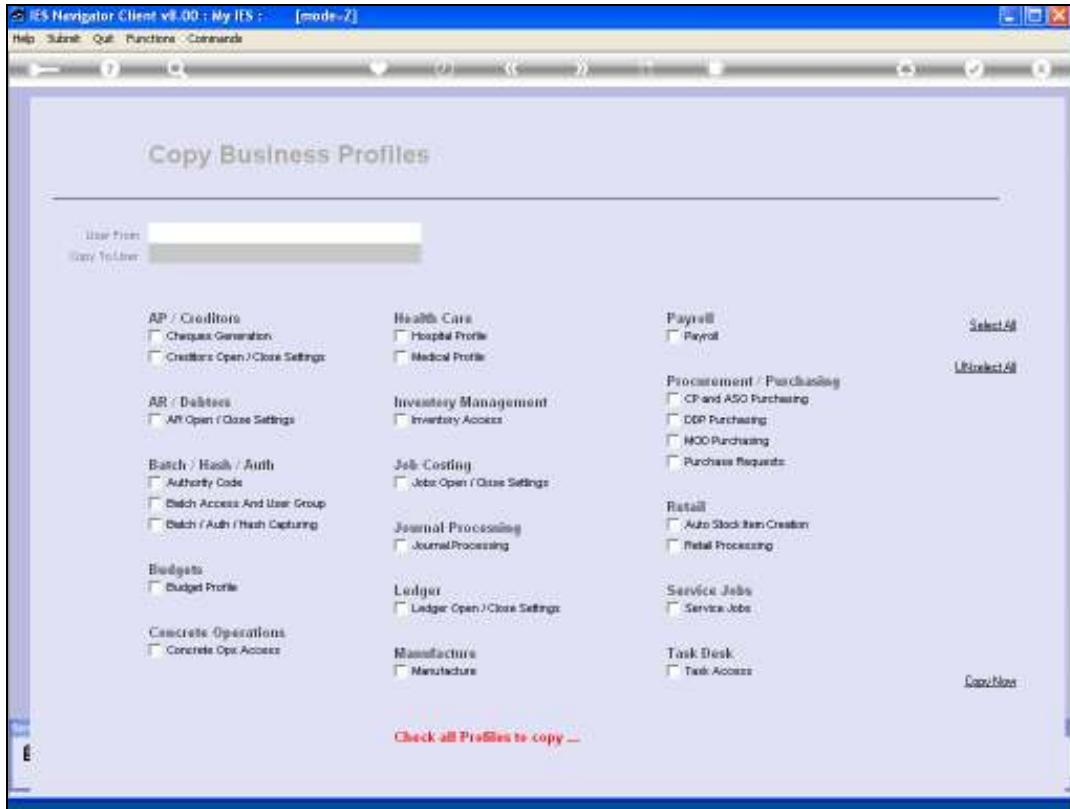 IES Navigator Client v8.00 : My IES : [mode-2]
Help Submit Quit Functions Commands
Copy Business Profiles
User From
Copy To User
AP / Creditors
Cheques Generation
Creditors Open / Close Settings
AR / Debtors
AR Open / Close Settings
Batch / Hash / Auth
Authority Code
Batch Access And User Group
Batch / Auth / Hash Capturing
Budgets
Budget Profile
Concrete Operations
Concrete Ops Access
Health Care
Hospital Profile
Medical Profile
Inventory Management
Inventory Access
Job Costing
Jobs Open / Close Settings
Journal Processing
Journal Processing
Ledger
Ledger Open / Close Settings
Manufacture
Manufacture
Payroll
Payroll
Procurement / Purchasing
CP and ASO Purchasing
DDP Purchasing
MOD Purchasing
Purchase Requests
Retail
Auto Stock Item Creation
Retail Processing
Service Jobs
Service Jobs
Task Desk
Task Access
Select All
UNselect All
Copy Now
Check all Profiles to copy ...